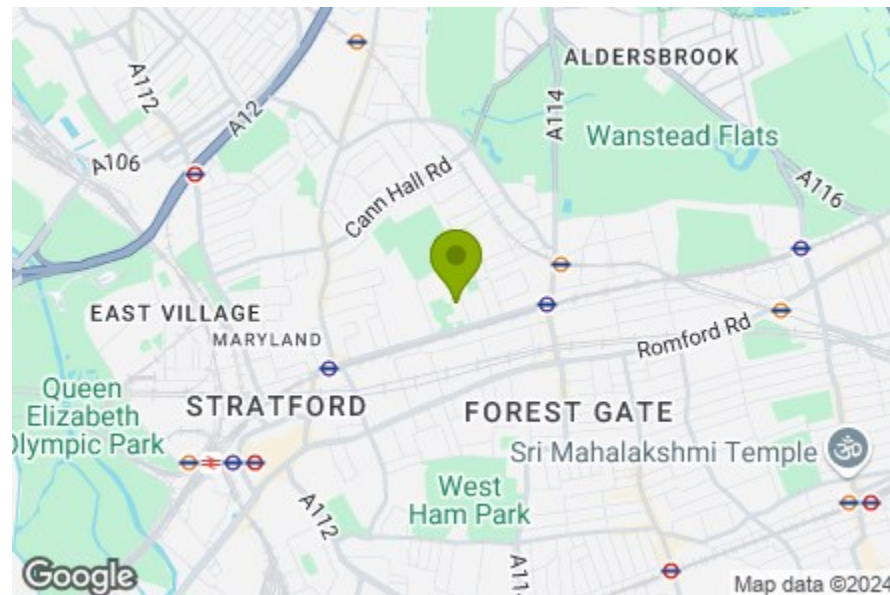 ALDERSBROOK
A112
A12
A114
Wanstead Flats
A106
Cann Hall Rd
A116
EAST VILLAGE
MARYLAND
Romford Rd
Queen
Elizabeth
Olympic Park
STRATFORD
FOREST GATE
Sri Mahalakshmi Temple
West
Ham Park
A112
A114
Google
Map data ©2024